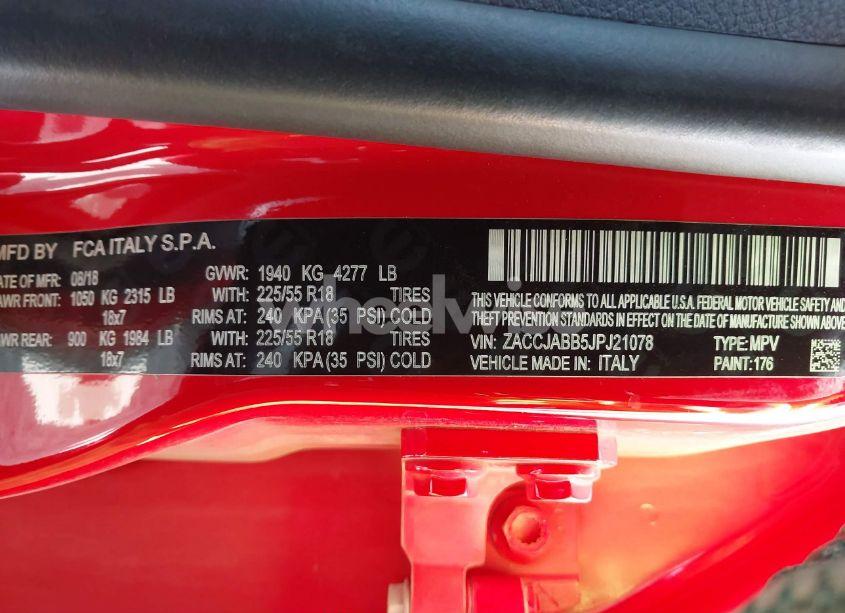 MFD BY FCA ITALY S.P.A.
DATE OF MFR: 08/18 GVWR: 1940 KG 4277 LB
AWR FRONT: 1050 KG 2315 LB WITH: 225/55 R18 TIRES
18x7 RIMS AT: 240 KPA (35 PSI) COLD
WR REAR: 900 KG 1984 LB WITH: 225/55 R18 TIRES
18x7 RIMS AT: 240 KPA (35 PSI) COLD
THIS VEHICLE CONFORMS TO ALL APPLICABLE U.S.A. FEDERAL MOTOR VEHICLE SAFETY AND
THEFT PREVENTION STANDARDS IN EFFECT ON THE DATE OF MANUFACTURE SHOWN ABOVE
VIN: ZACCJABB5JPJ21078 TYPE: MPV
VEHICLE MADE IN: ITALY PAINT: 176